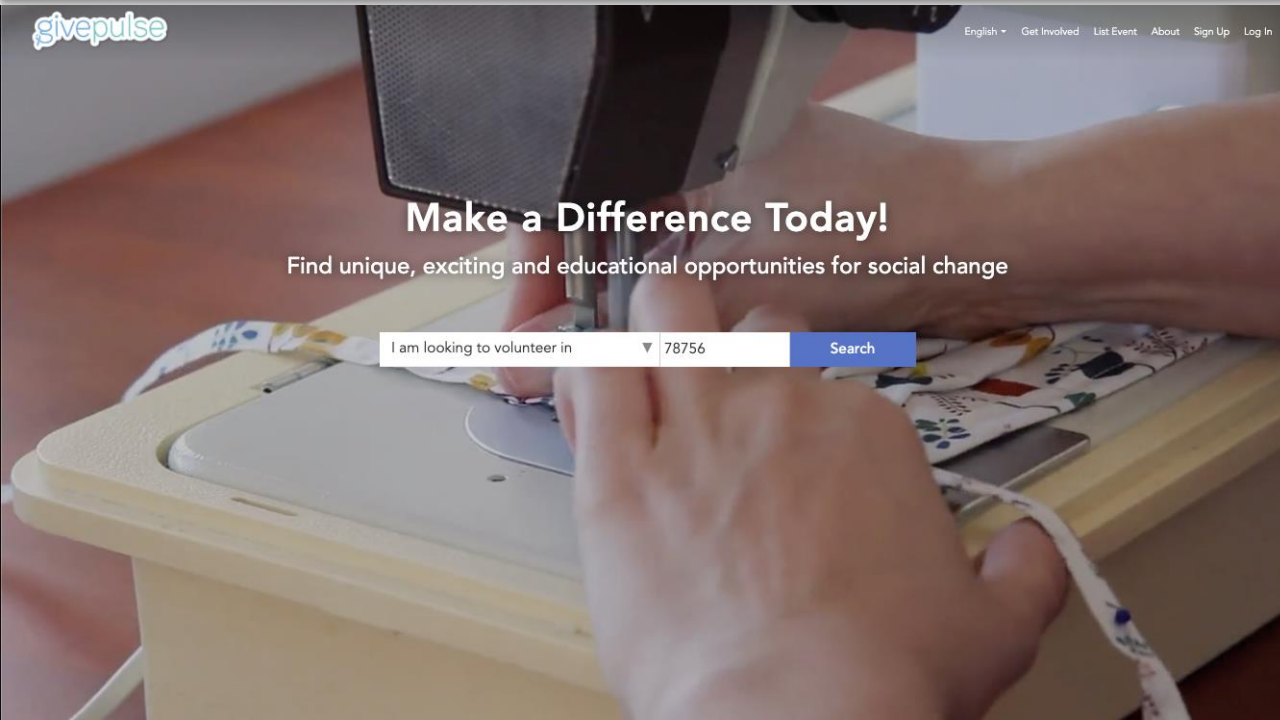 givepulse
English
Get Involved
List Event
About
Sign Up
Log In
Make a Difference Today!
Find unique, exciting and educational opportunities for social change
I am looking to volunteer in
78756
Search